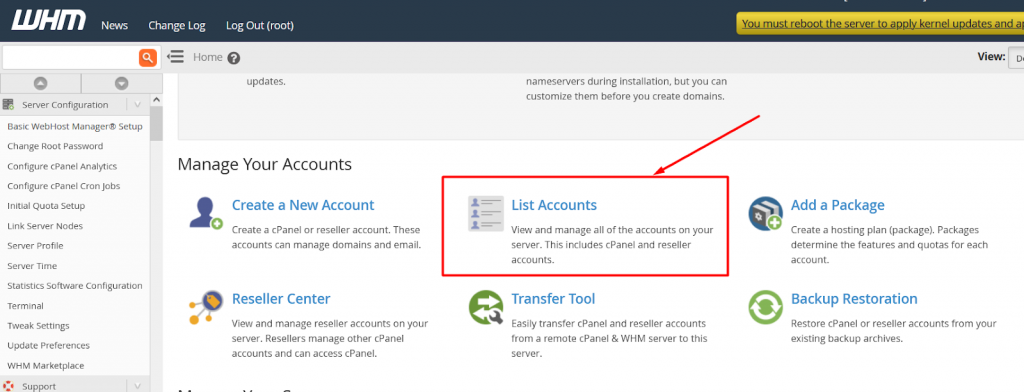 WHM
News
Change Log
Log Out (root)
You must reboot the server to apply kernel updates and ap
Home
View:
Server Configuration
Basic WebHost Manager® Setup
Change Root Password
Configure cPanel Analytics
Configure cPanel Cron Jobs
Initial Quota Setup
Link Server Nodes
Server Profile
Server Time
Statistics Software Configuration
Terminal
Tweak Settings
Update Preferences
WHM Marketplace
Support
updates.
nameservers during installation, but you can
customize them before you create domains.
Manage Your Accounts
Create a New Account
Create a cPanel or reseller account. These
accounts can manage domains and email.
List Accounts
View and manage all of the accounts on your
server. This includes cPanel and reseller
accounts.
Add a Package
Create a hosting plan (package). Packages
determine the features and quotas for each
account.
Reseller Center
View and manage reseller accounts on your
server. Resellers manage other cPanel
accounts and can access cPanel.
Transfer Tool
Easily transfer cPanel and reseller accounts
from a remote cPanel & WHM server to this
server.
Backup Restoration
Restore cPanel or reseller accounts from your
existing backup archives.